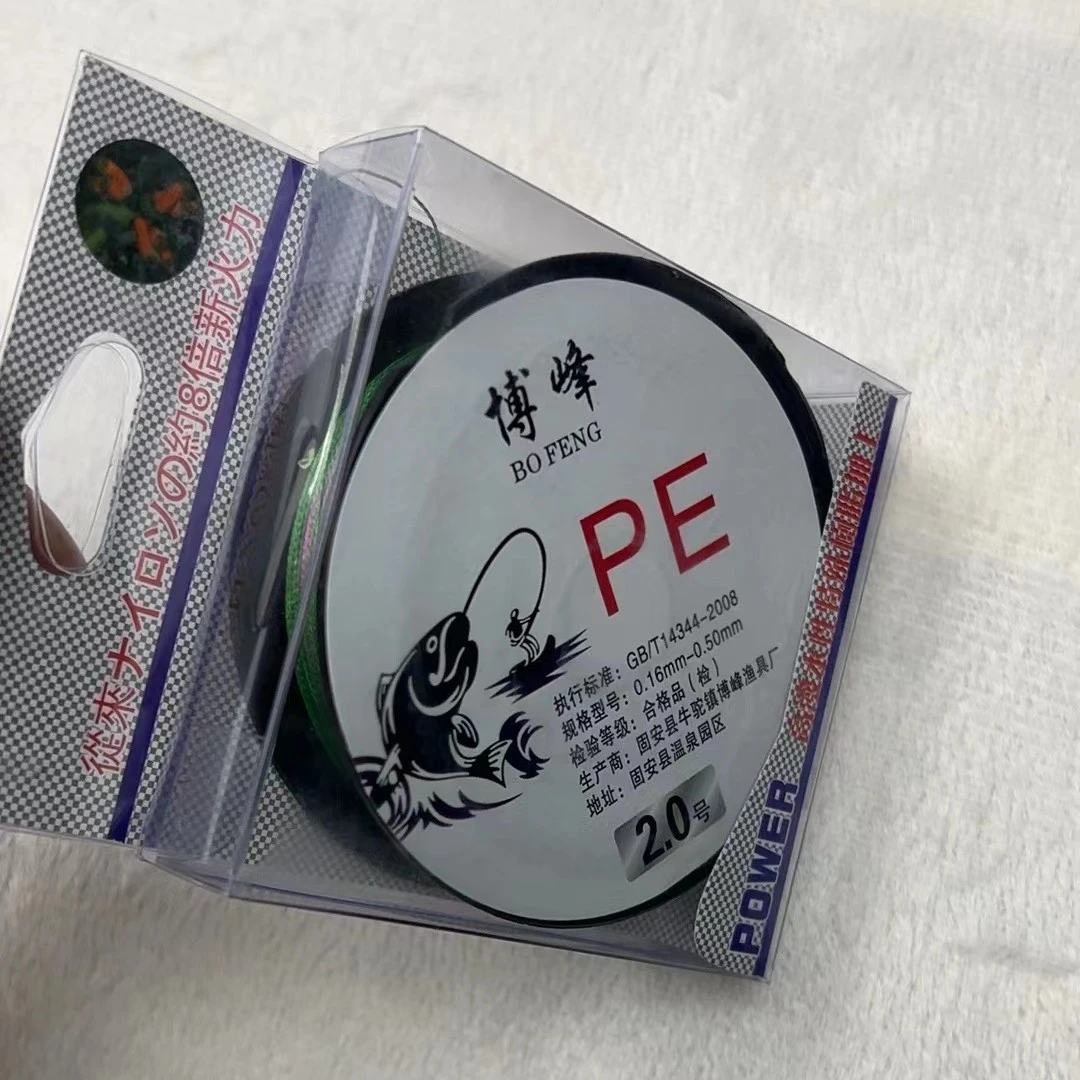 從來ナイロンの約8倍新火力
博峰
BO FENG
PE
执行标准：GB/T14344-2008
规格型号：0.16mm-0.50mm
检验等级：合格品（检）
生产商：固安县牛驼镇博峰渔具厂
地址：固安县温泉园区
2.0号
POWER